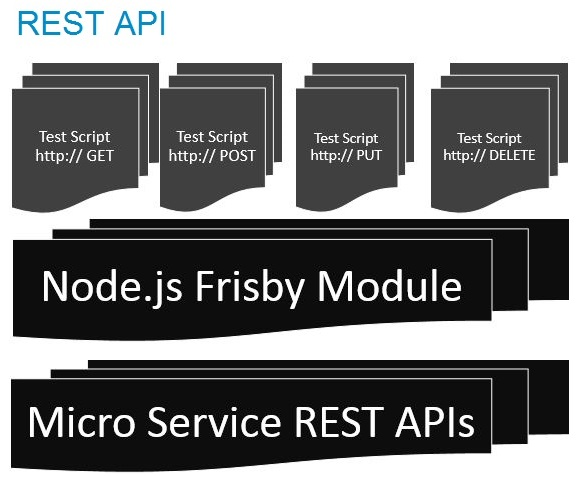 REST API
Test Script
http:// GET
Test Script
http:// POST
Test Script
http:// PUT
Test Script
http:// DELETE
Node.js Frisby Module
Micro Service REST APIs